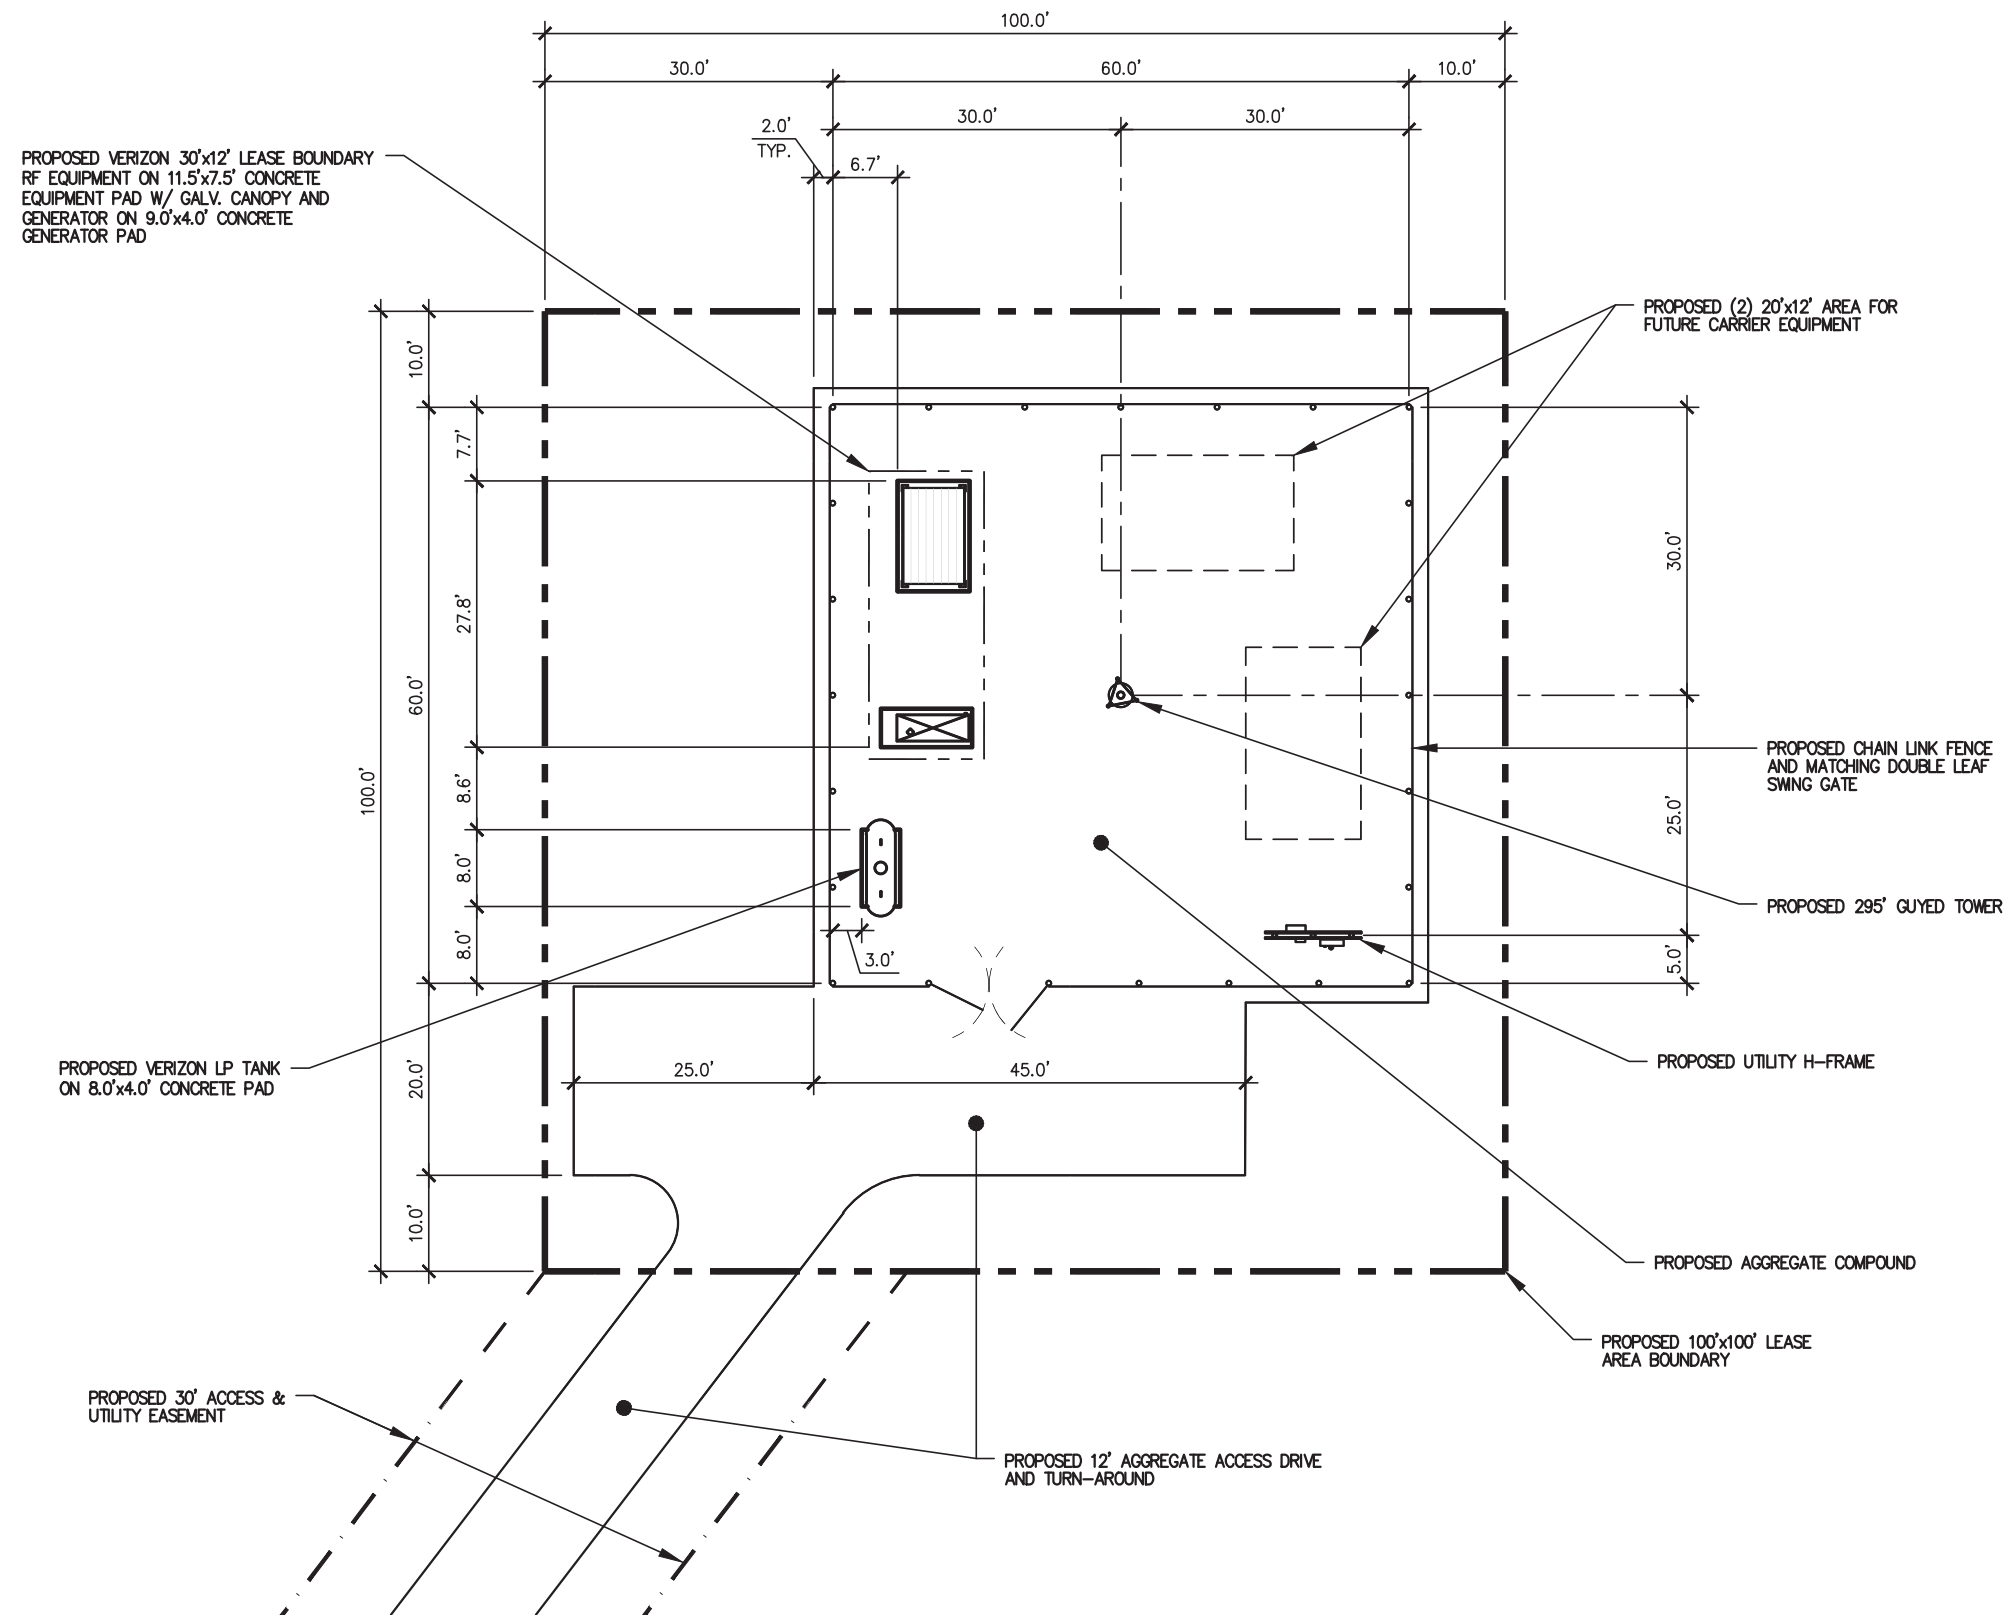 100.0'
30.0'
60.0'
10.0'
30.0'
30.0'
2.0'
TYP.
6.7'
PROPOSED VERIZON 30'x12' LEASE BOUNDARY
RF EQUIPMENT ON 11.5'x7.5' CONCRETE
EQUIPMENT PAD W/ GALV. CANOPY AND
GENERATOR ON 9.0'x4.0' CONCRETE
GENERATOR PAD
PROPOSED (2) 20'x12' AREA FOR
FUTURE CARRIER EQUIPMENT
10.0'
7.7'
27.8'
60.0'
100.0'
8.6'
8.0'
8.0'
20.0'
10.0'
30.0'
25.0'
5.0'
PROPOSED CHAIN LINK FENCE
AND MATCHING DOUBLE LEAF
SWING GATE
PROPOSED 295' GUYED TOWER
3.0'
PROPOSED VERIZON LP TANK
ON 8.0'x4.0' CONCRETE PAD
25.0'
45.0'
PROPOSED UTILITY H-FRAME
PROPOSED AGGREGATE COMPOUND
PROPOSED 100'x100' LEASE
AREA BOUNDARY
PROPOSED 30' ACCESS &
UTILITY EASEMENT
PROPOSED 12' AGGREGATE ACCESS DRIVE
AND TURN-AROUND